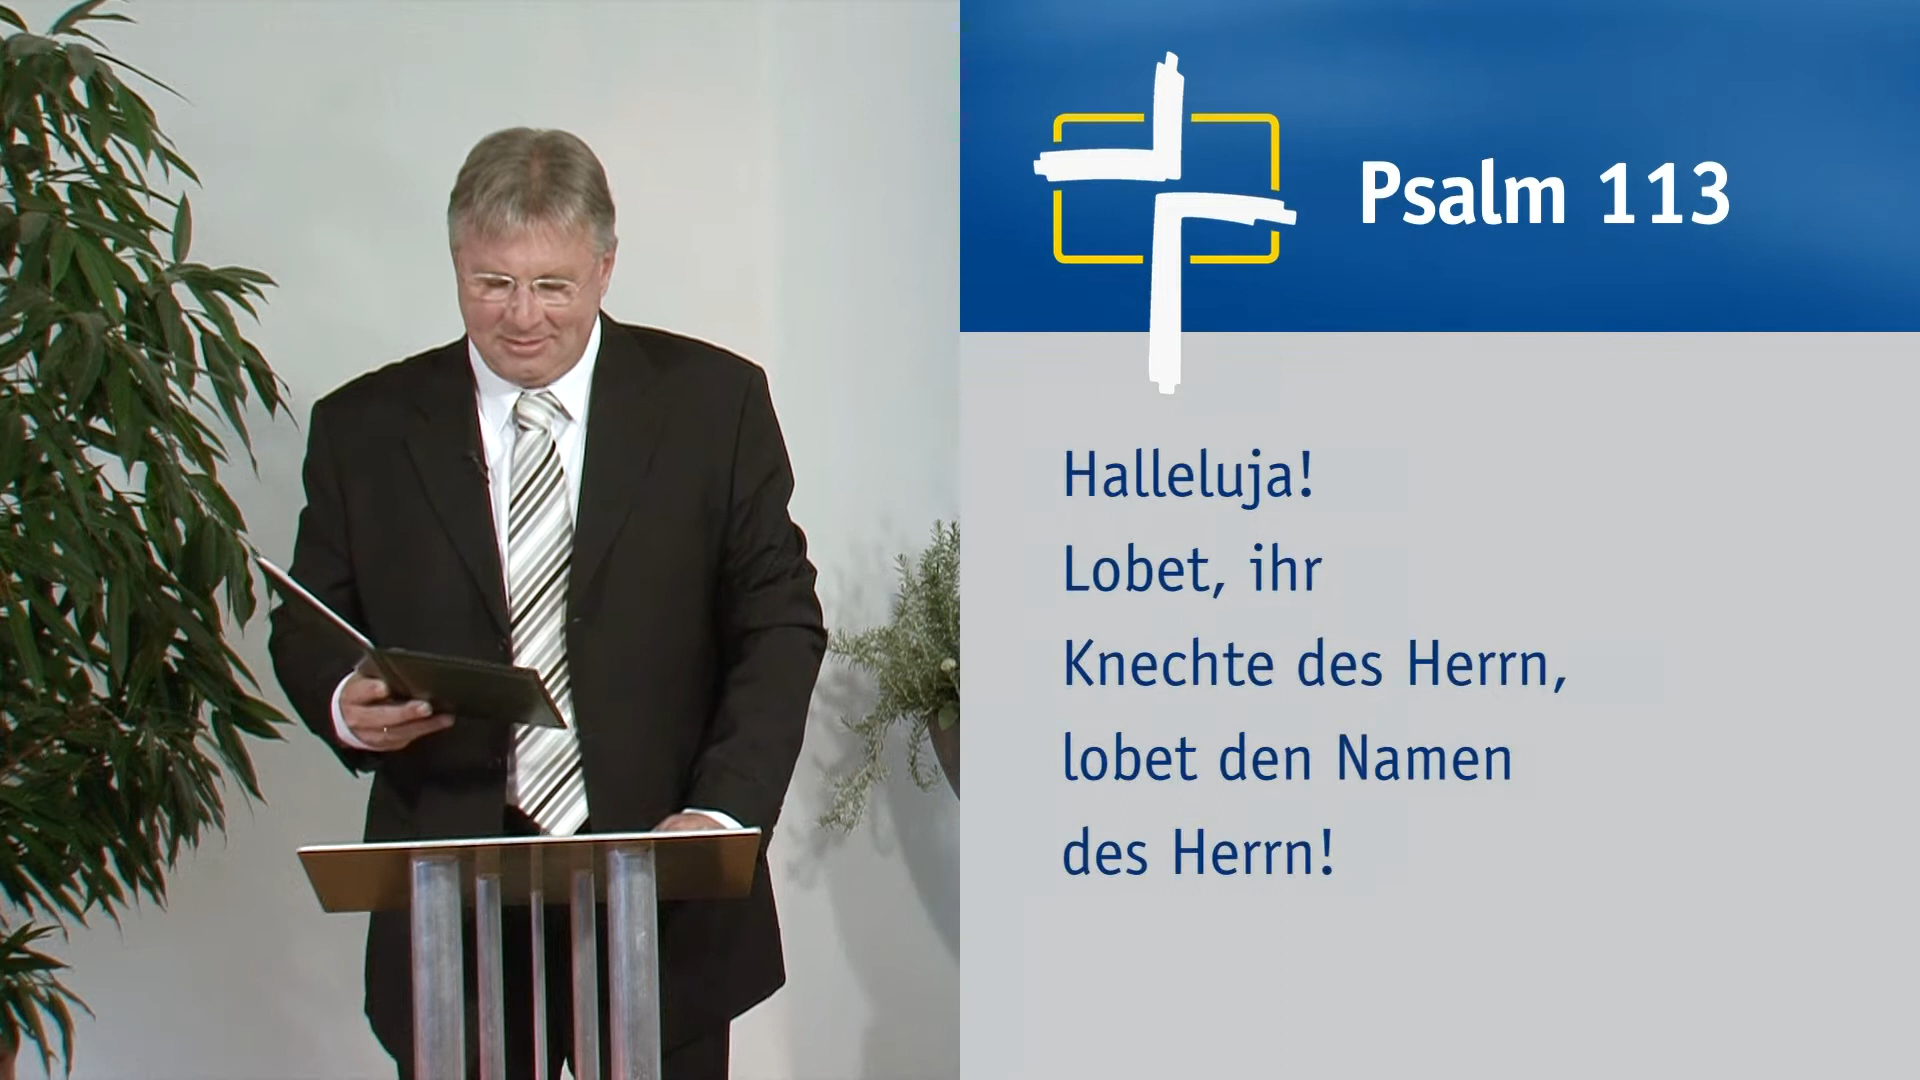 Psalm 113
Halleluja!
Lobet, ihr
Knechte des Herrn,
lobet den Namen
des Herrn!